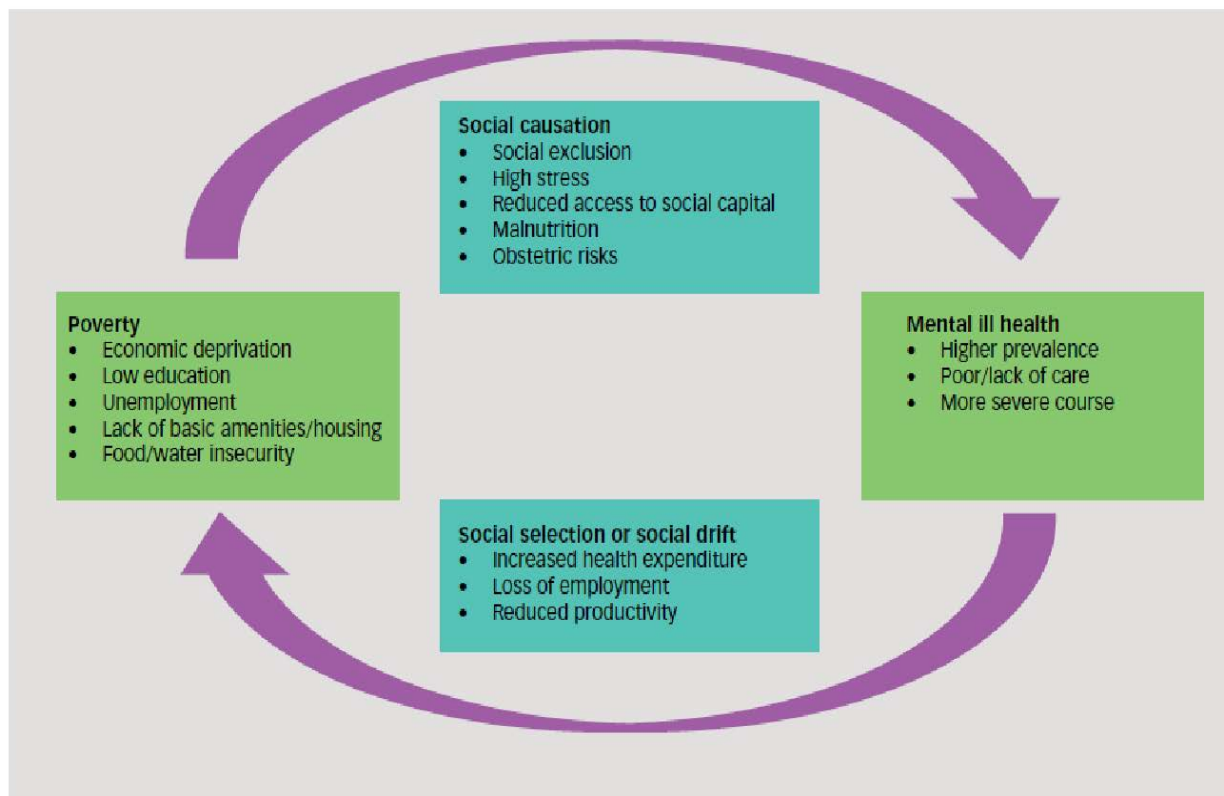 Social causation
• Social exclusion
• High stress
• Reduced access to social capital
• Malnutrition
• Obstetric risks
Poverty
• Economic deprivation
• Low education
• Unemployment
• Lack of basic amenities/housing
• Food/water insecurity
Mental ill health
• Higher prevalence
• Poor/lack of care
• More severe course
Social selection or social drift
• Increased health expenditure
• Loss of employment
• Reduced productivity